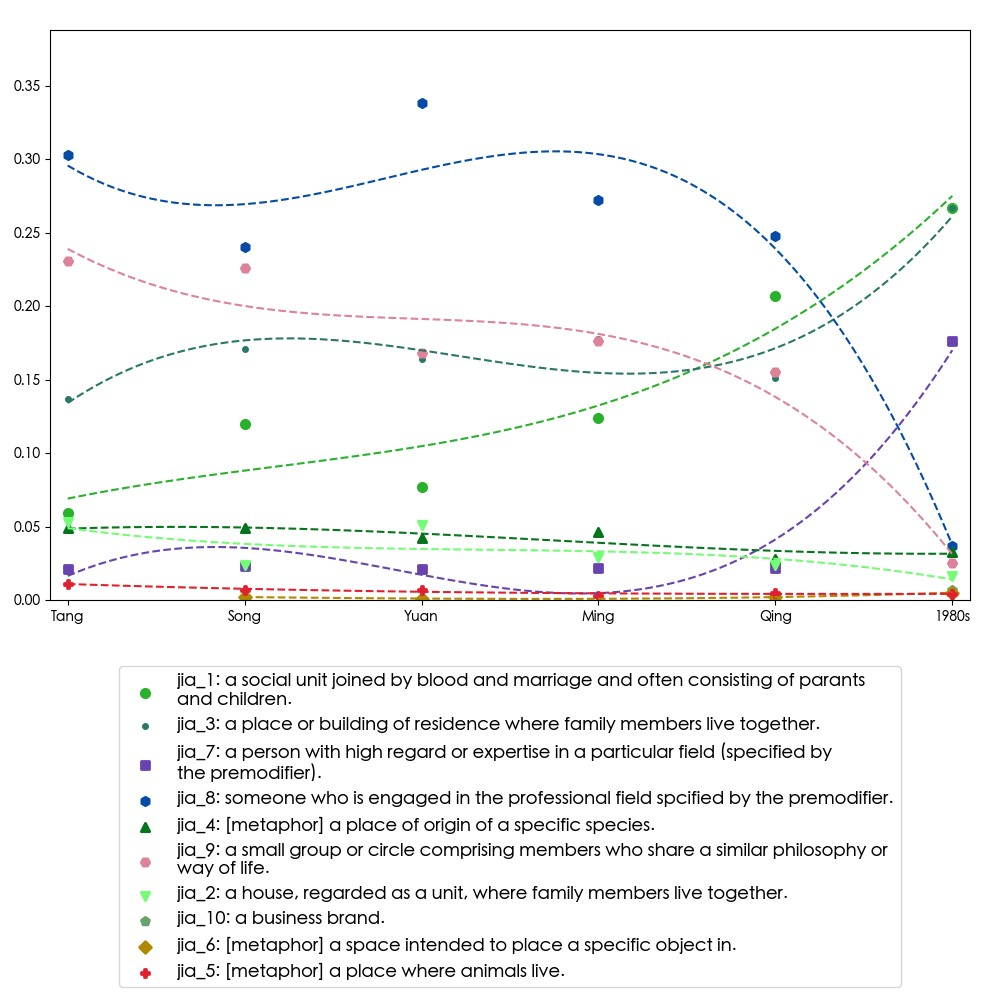 0.35
0.30
0.25
0.20
0.15
0.10
0.05
0.00
Tang Song Yuan Ming Qing 1980s
jia_1: a social unit joined by blood and marriage and often consisting of parants
and children.
jia_3: a place or building of residence where family members live together.
jia_7: a person with high regard or expertise in a particular field (specified by
the premodifier).
jia_8: someone who is engaged in the professional field spcified by the premodifier.
jia_4: [metaphor] a place of origin of a specific species.
jia_9: a small group or circle comprising members who share a similar philosophy or
way of life.
jia_2: a house, regarded as a unit, where family members live together.
jia_10: a business brand.
jia_6: [metaphor] a space intended to place a specific object in.
jia_5: [metaphor] a place where animals live.